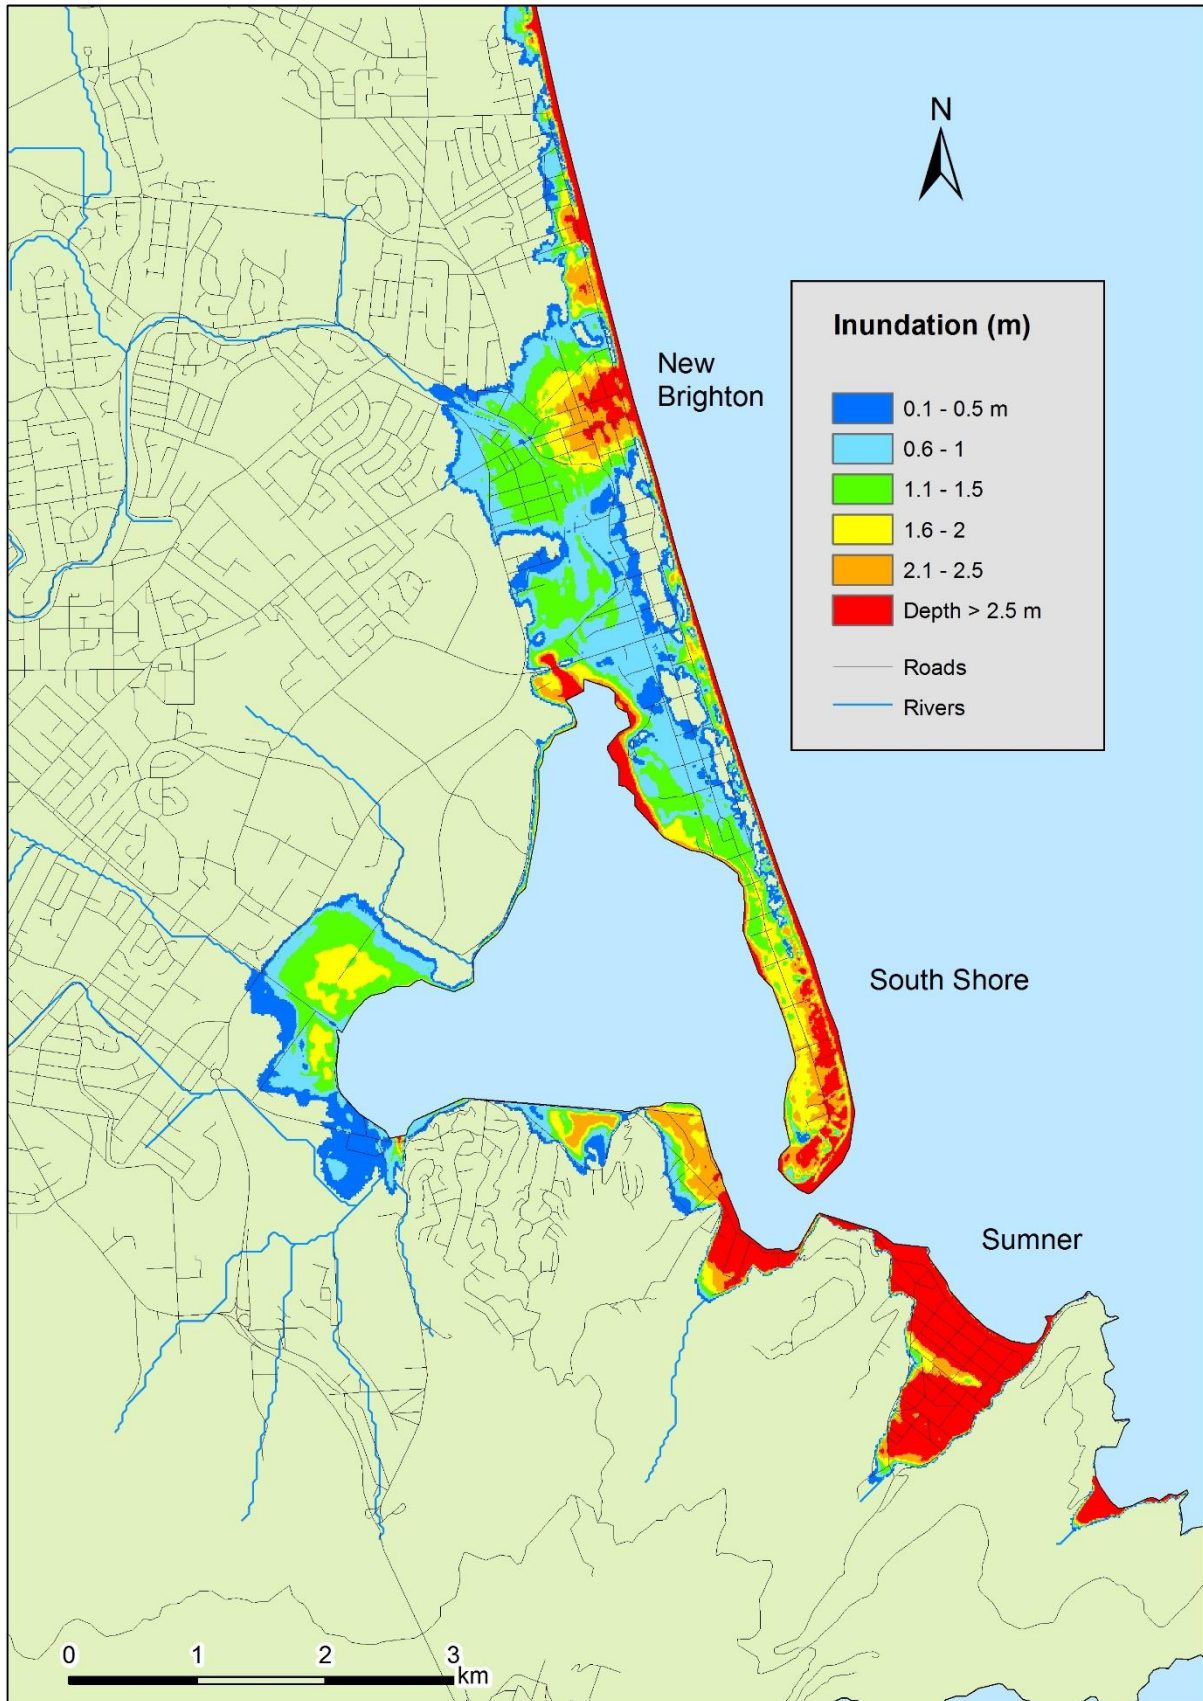 N
Inundation (m)
0.1 - 0.5 m
0.6 - 1
1.1 - 1.5
1.6 - 2
2.1 - 2.5
Depth > 2.5 m
Roads
Rivers
New
Brighton
South Shore
Sumner
0 1 2 3
km